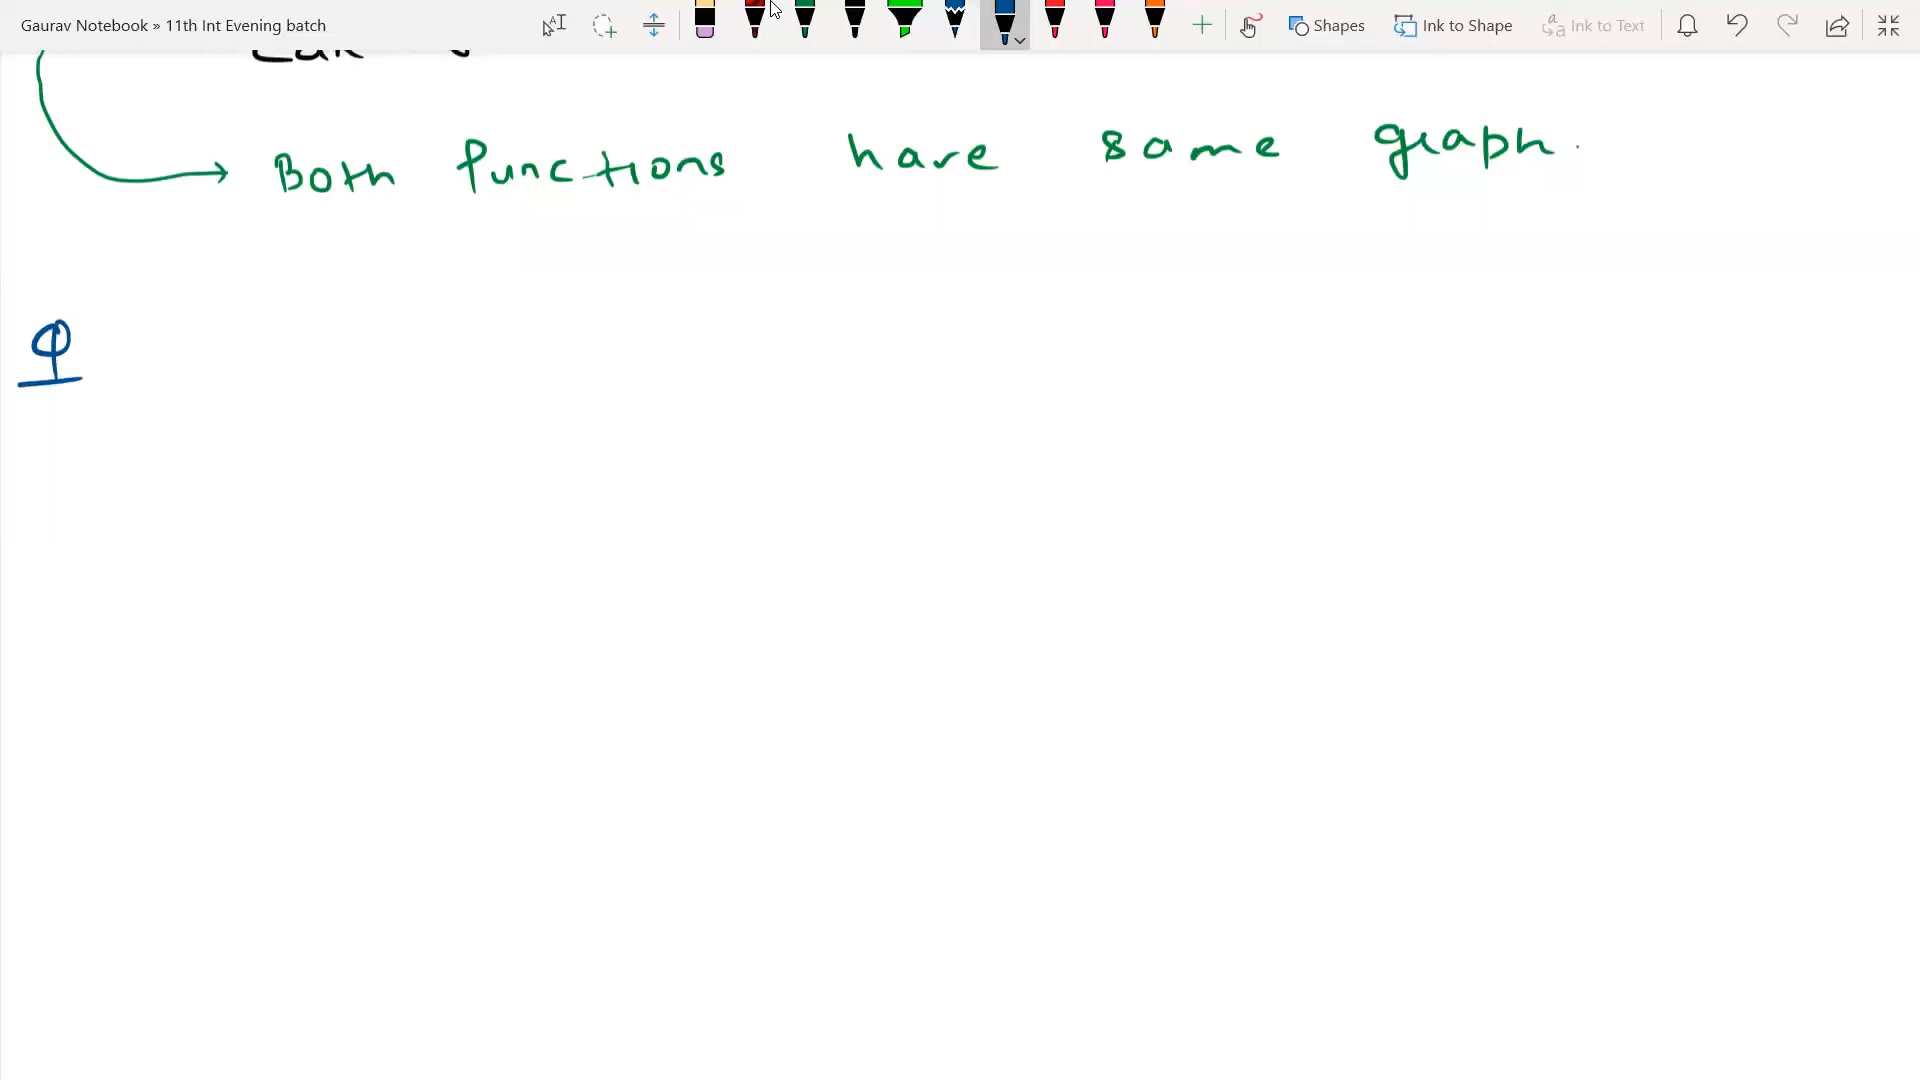 Gaurav Notebook » 11th Int Evening batch
Shapes
Ink to Shape
Ink to Text
Both functions have same graph.
Q